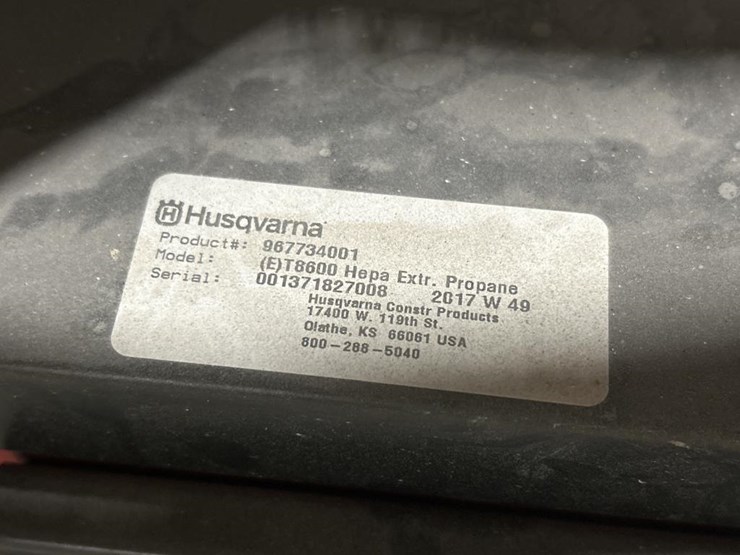 Husqvarna
Product#: 967734001
Model: (E)T8600 Hepa Extr. Propane
Serial: 001371827008 2017 W 49
Husqvarna Constr Products
17400 W. 119th St.
Olathe, KS 66061 USA
800-288-5040